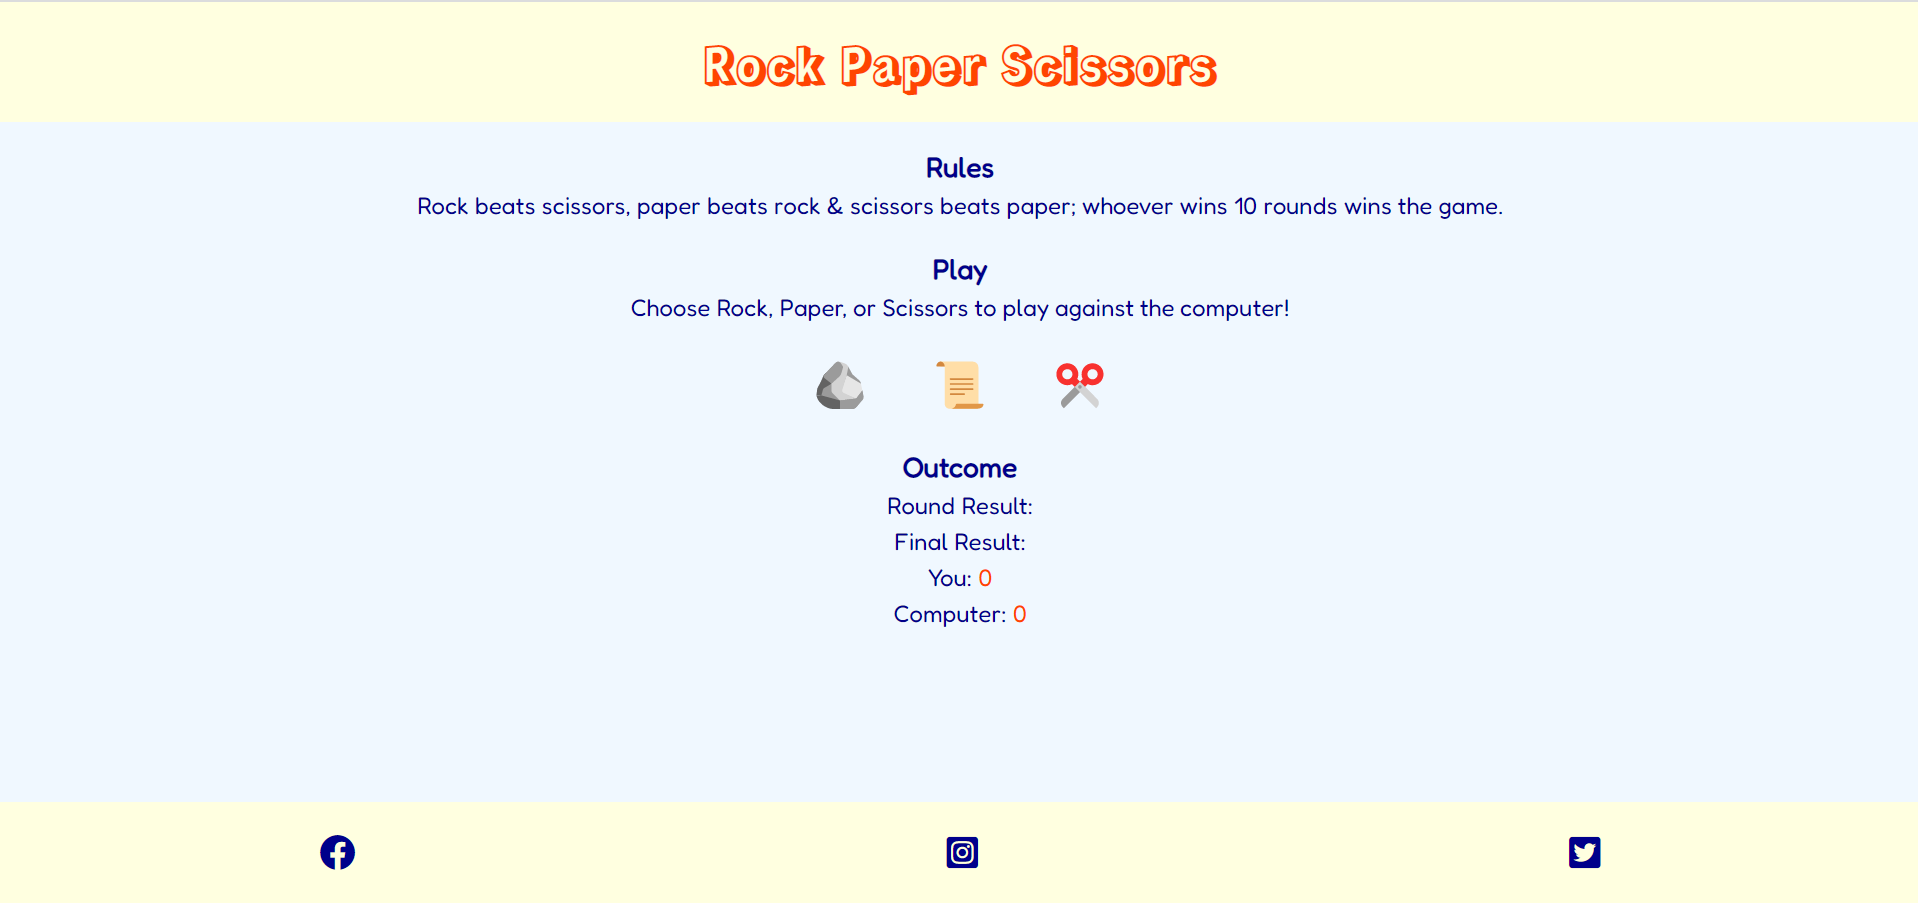 Rock Paper Scissors
Rules
Rock beats scissors, paper beats rock & scissors beats paper; whoever wins 10 rounds wins the game.
Play
Choose Rock, Paper, or Scissors to play against the computer!
Outcome
Round Result:
Final Result:
You: 0
Computer: 0